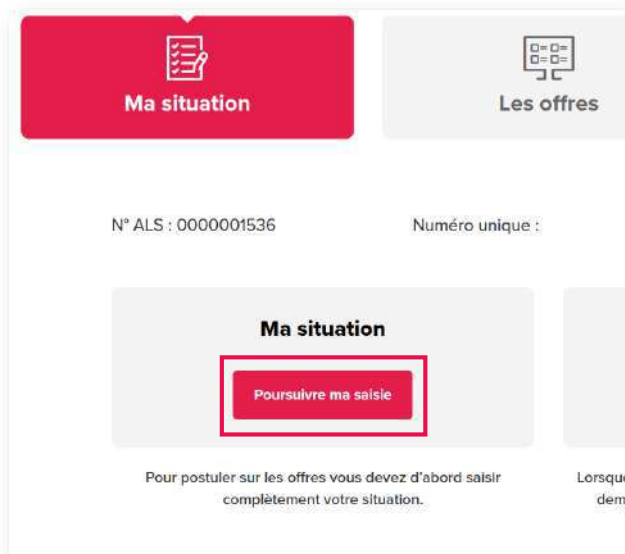 Ma situation
Les offres
N° ALS : 0000001536
Numéro unique :
Ma situation
Poursuivre ma saisie
Pour postuler sur les offres vous devez d'abord saisir
complètement votre situation.
Lorsque
dem